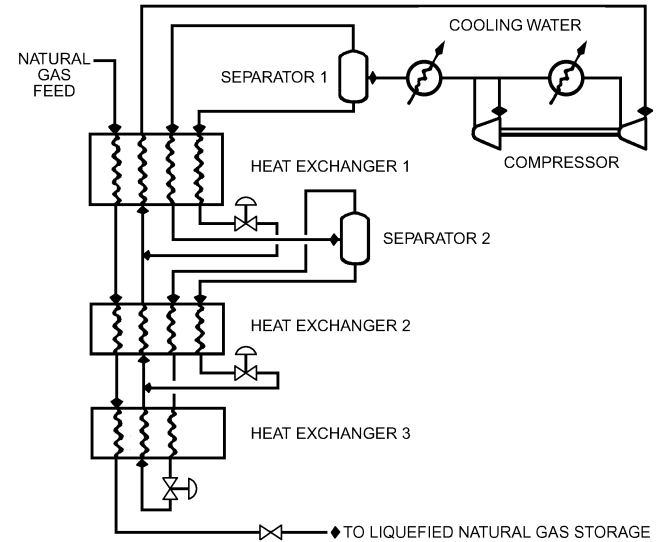 COOLING WATER
NATURAL
GAS
FEED
SEPARATOR 1
COMPRESSOR
HEAT EXCHANGER 1
SEPARATOR 2
HEAT EXCHANGER 2
HEAT EXCHANGER 3
TO LIQUEFIED NATURAL GAS STORAGE